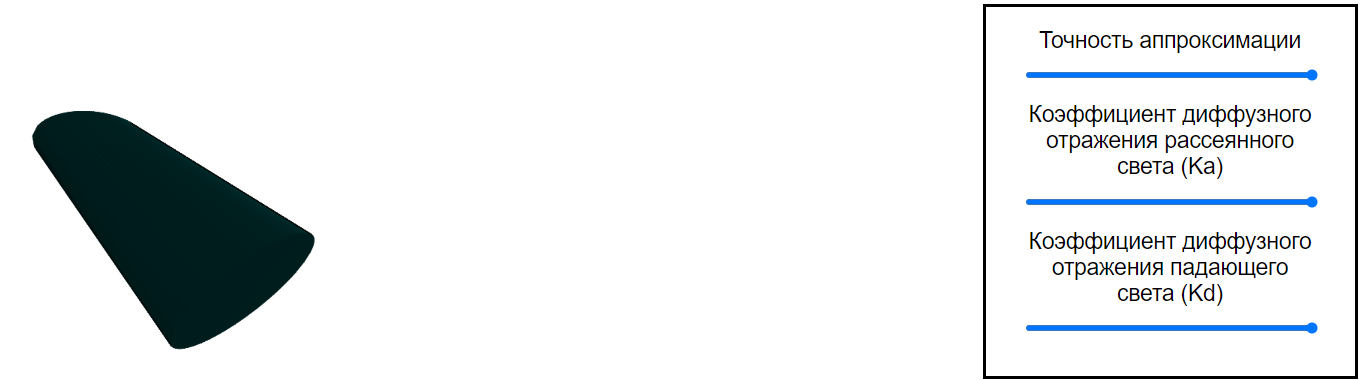 Точность аппроксимации
Коэффициент диффузного
отражения рассеянного
света (Ka)
Коэффициент диффузного
отражения падающего
света (Kd)